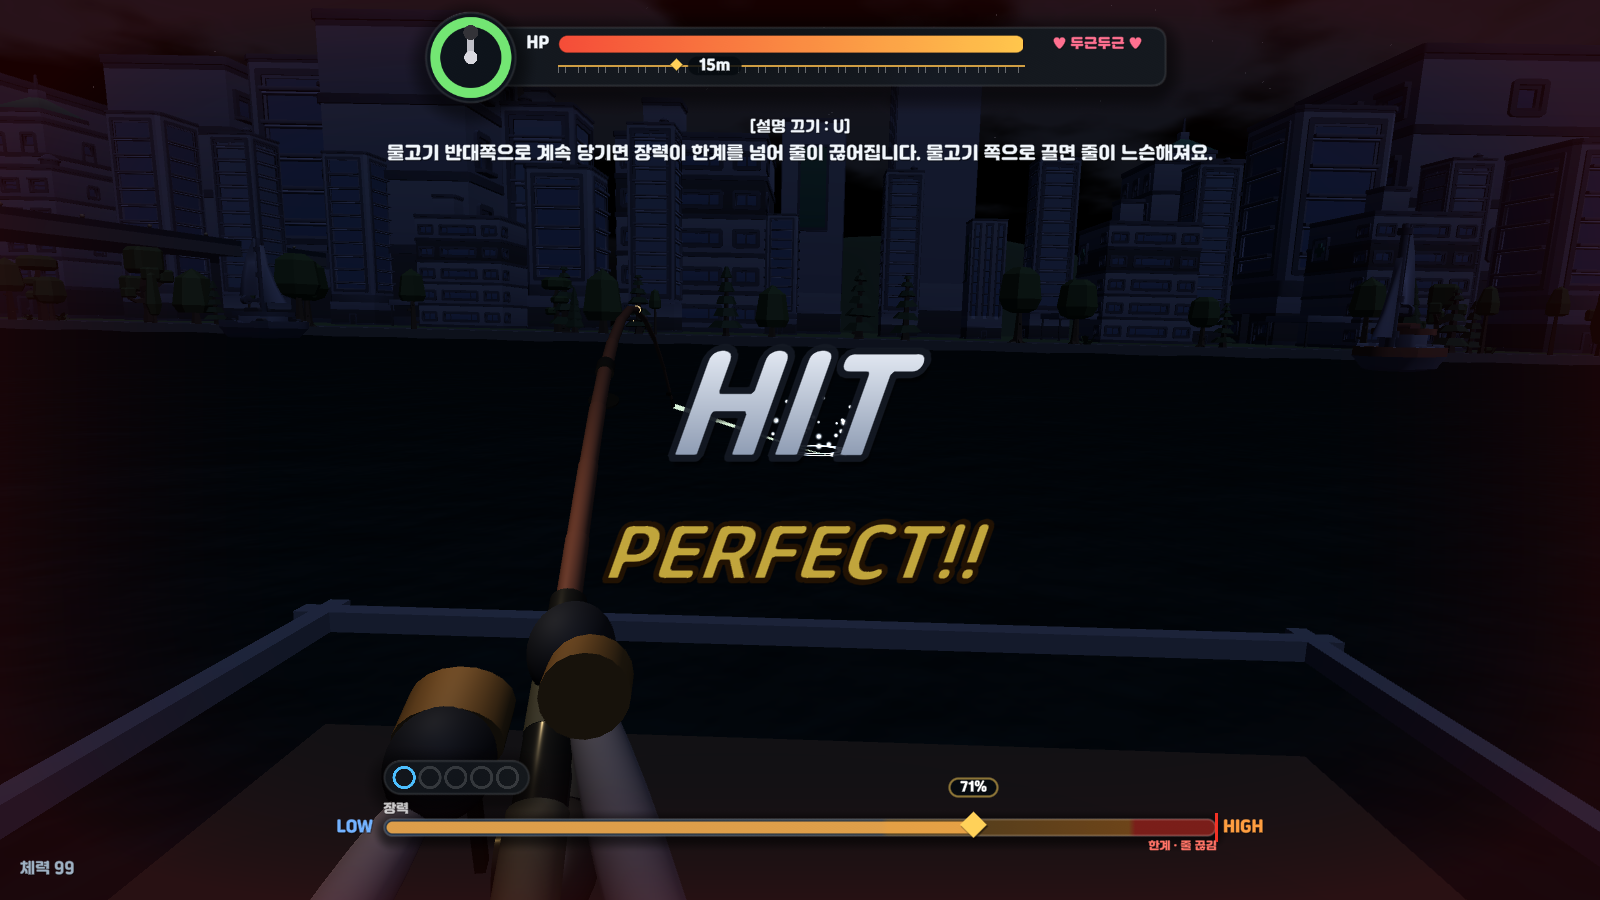 HP
♥ 두근두근 ♥
15m
[설명 끄기 : U]
물고기 반대쪽으로 계속 당기면 장력이 한계를 넘어 줄이 끊어집니다. 물고기 쪽으로 끌면 줄이 느슨해져요.
HIT
PERFECT!!
71%
장력
LOW
HIGH
한계 · 줄 끊김
체력 99